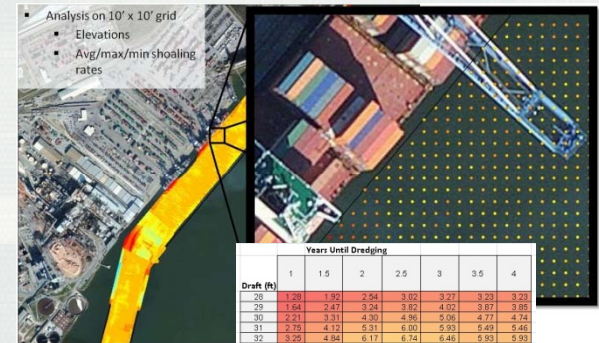 ▪ Analysis on 10' x 10' grid
▪ Elevations
▪ Avg/max/min shoaling
rates
Years Until Dredging
Draft (ft) 1 1.5 2 2.5 3 3.5 4
28 1.28 1.92 2.54 3.02 3.27 3.23 3.23
29 1.64 2.47 3.24 3.82 4.02 3.87 3.85
30 2.21 3.31 4.30 4.96 5.06 4.77 4.74
31 2.75 4.12 5.31 6.00 5.93 5.49 5.46
32 3.25 4.84 6.17 6.74 6.46 5.93 5.93